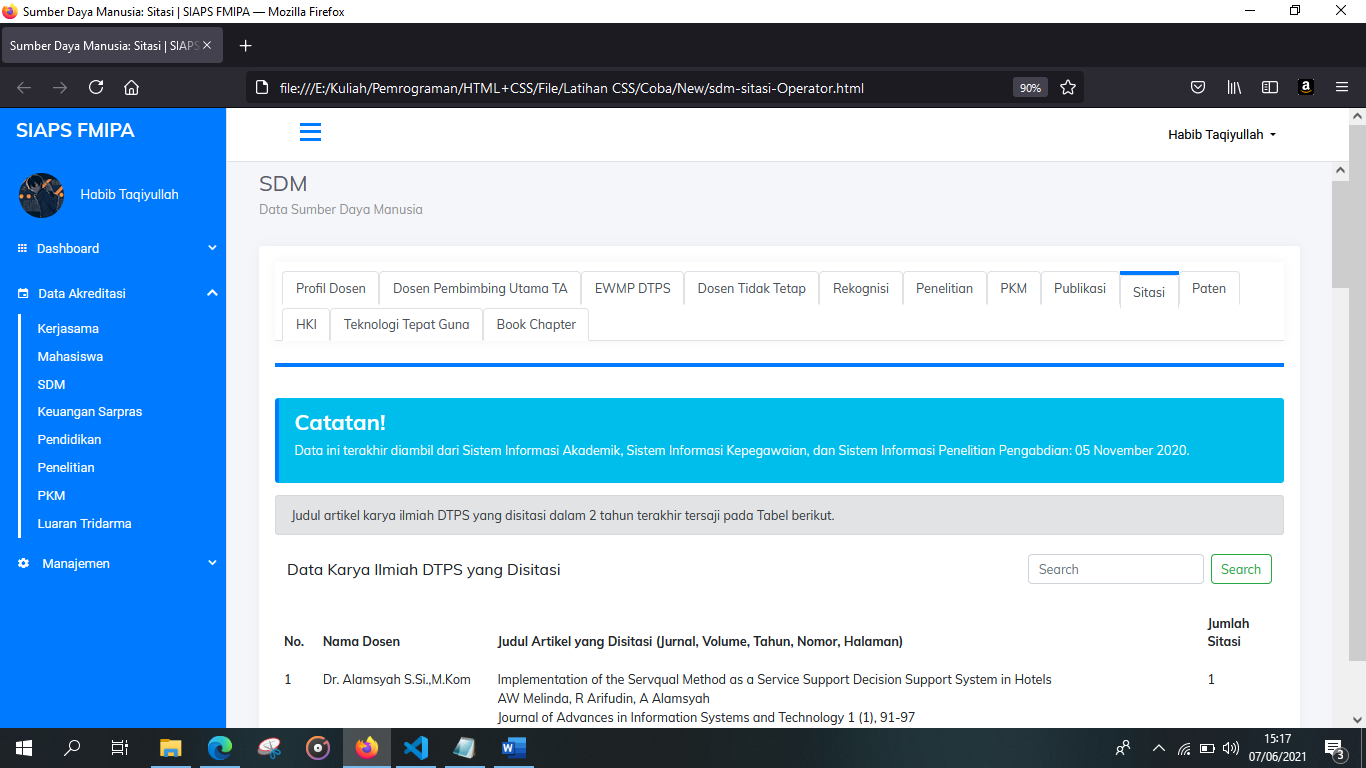 Sumber Daya Manusia: Sitasi | SIAPS FMIPA — Mozilla Firefox
Sumber Daya Manusia: Sitasi | SIAPS
file:///E:/Kuliah/Pemrograman/HTML+CSS/File/Latihan CSS/Coba/New/sdm-sitasi-Operator.html
90%
SIAPS FMIPA
Habib Taqiyullah
Habib Taqiyullah
Dashboard
Data Akreditasi
Kerjasama
Mahasiswa
SDM
Keuangan Sarpras
Pendidikan
Penelitian
PKM
Luaran Tridarma
Manajemen
SDM
Data Sumber Daya Manusia
Profil Dosen Dosen Pembimbing Utama TA EWMP DTPS Dosen Tidak Tetap Rekognisi Penelitian PKM Publikasi Sitasi Paten
HKI Teknologi Tepat Guna Book Chapter
Catatan!
Data ini terakhir diambil dari Sistem Informasi Akademik, Sistem Informasi Kepegawaian, dan Sistem Informasi Penelitian Pengabdian: 05 November 2020.
Judul artikel karya ilmiah DTPS yang disitasi dalam 2 tahun terakhir tersaji pada Tabel berikut.
Data Karya Ilmiah DTPS yang Disitasi
Search Search
No. Nama Dosen Judul Artikel yang Disitasi (Jurnal, Volume, Tahun, Nomor, Halaman) Jumlah Sitasi
1 Dr. Alamsyah S.Si.,M.Kom Implementation of the Servqual Method as a Service Support Decision Support System in Hotels 1
AW Melinda, R Arifudin, A Alamsyah
Journal of Advances in Information Systems and Technology 1 (1), 91-97
15:17
07/06/2021
3